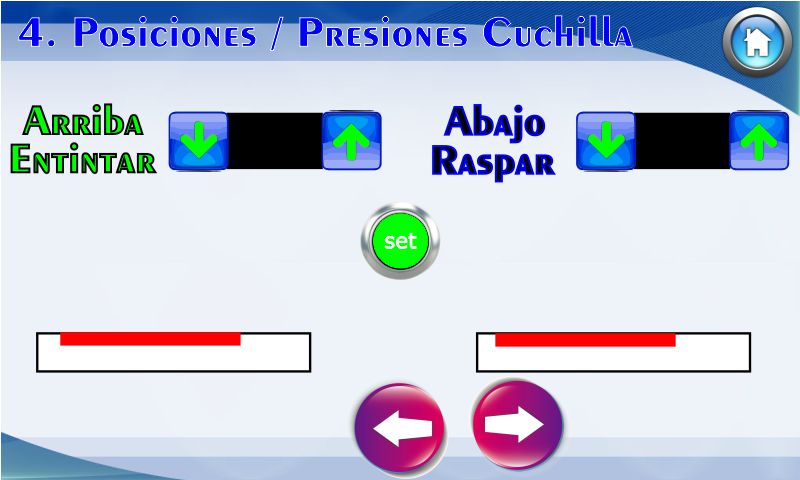 4. Posiciones / Presiones Cuchilla
Arriba
Entintar
Abajo
Raspar
set